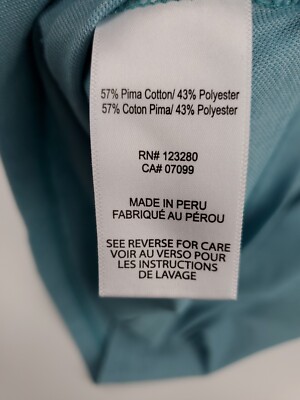 57% Pima Cotton/ 43% Polyester
57% Coton Pima/ 43% Polyester
RN# 123280
CA# 07099
MADE IN PERU
FABRIQUÉ AU PÉROU
SEE REVERSE FOR CARE
VOIR AU VERSO POUR
LES INSTRUCTIONS
DE LAVAGE